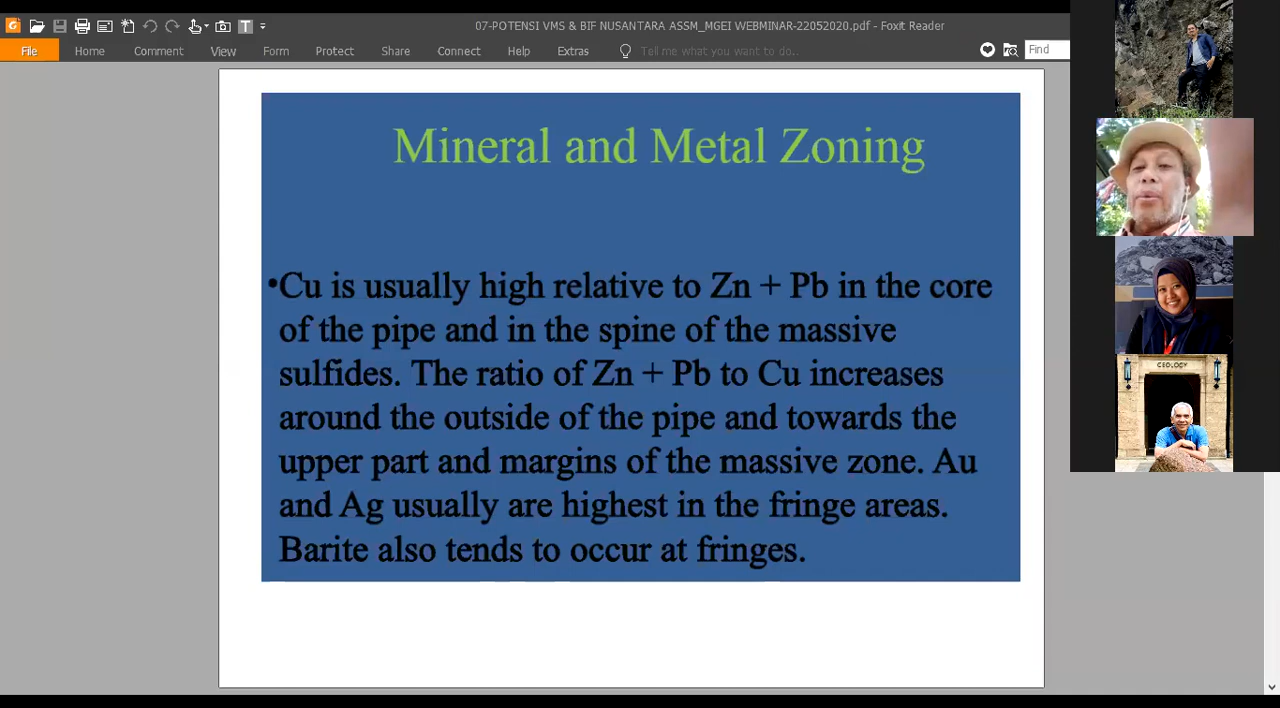 07-POTENSI VMS & BIF NUSANTARA ASSM_MGEI WEBMINAR-22052020.pdf - Foxit Reader
File Home Comment View Form Protect Share Connect Help Extras Tell me what you want to do.. Find
Mineral and Metal Zoning
•Cu is usually high relative to Zn + Pb in the core
of the pipe and in the spine of the massive
sulfides. The ratio of Zn + Pb to Cu increases
around the outside of the pipe and towards the
upper part and margins of the massive zone. Au
and Ag usually are highest in the fringe areas.
Barite also tends to occur at fringes.
GEOLOGY